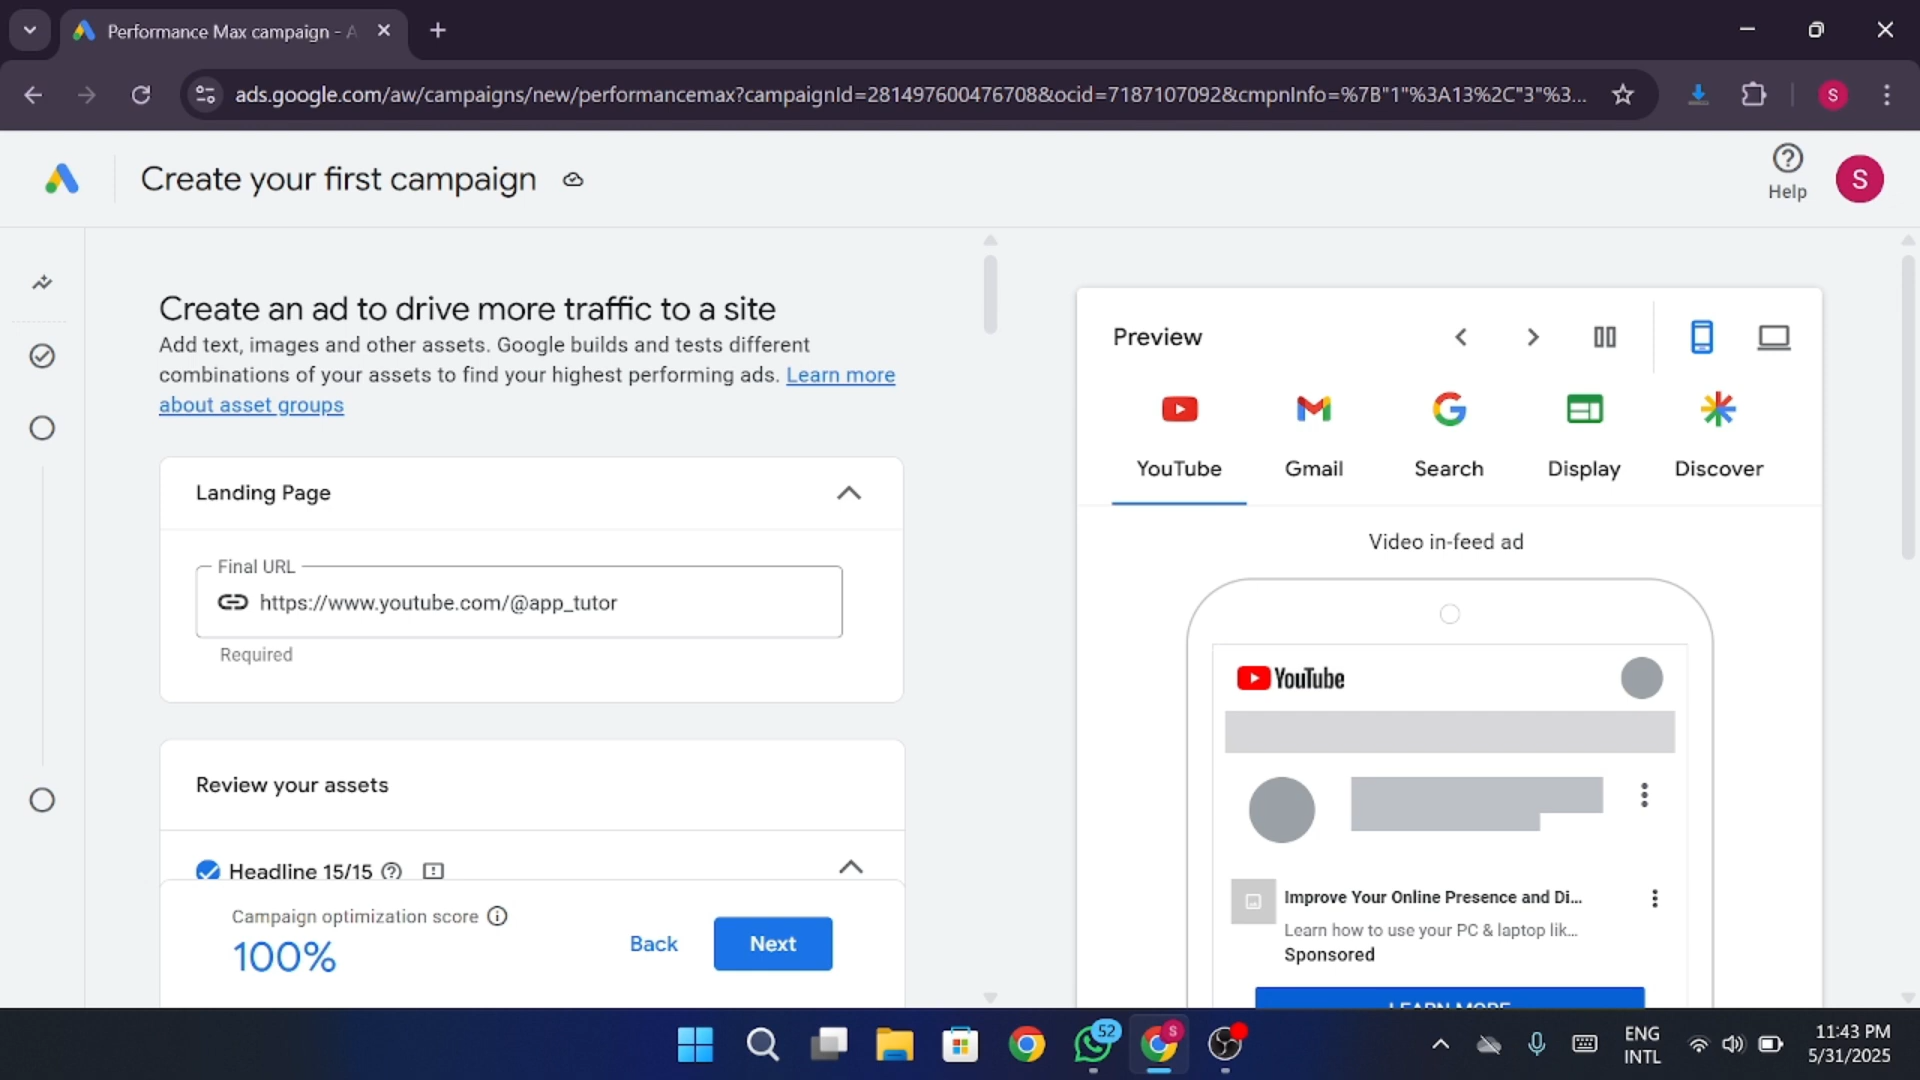 Performance Max campaign - A
ads.google.com/aw/campaigns/new/performancemax?campaignId=281497600476708&ocid=7187107092&cmpnInfo=%7B"1"%3A13%2C"3"%3...
S
Create your first campaign
Help
S
Create an ad to drive more traffic to a site
Add text, images and other assets. Google builds and tests different
combinations of your assets to find your highest performing ads. Learn more
about asset groups
Landing Page
Final URL
https://www.youtube.com/@app_tutor
Required
Review your assets
Headline 15/15
Campaign optimization score
100%
Back
Next
Preview
YouTube
Gmail
Search
Display
Discover
Video in-feed ad
YouTube
Improve Your Online Presence and Di...
Learn how to use your PC & laptop lik...
Sponsored
LEARN MORE
52
S
ENG
INTL
11:43 PM
5/31/2025